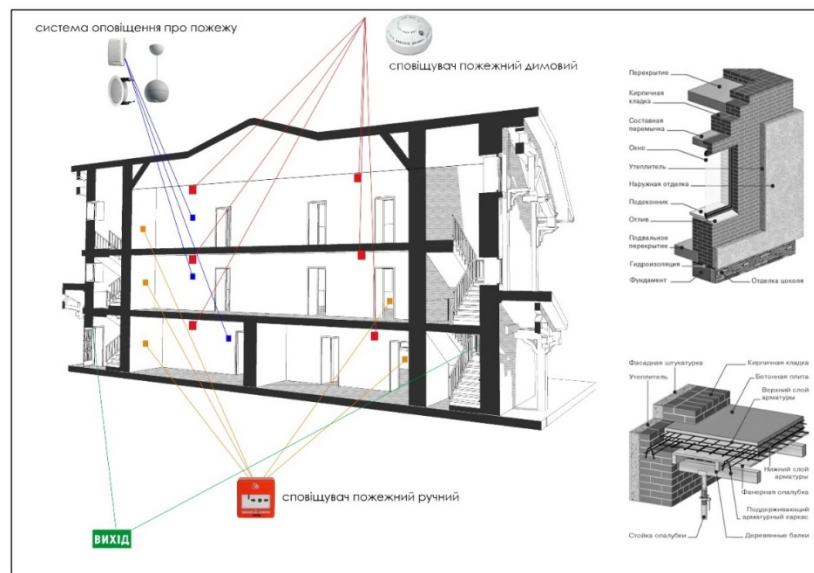 система оповіщення про пожежу
сповіщувач пожежний димовий
Перекрытие
Кирпичная
кладка
Составная
перемычка
Окно
Утеплитель
Наружная отделка
Подоконник
Отлив
Подвальное
перекрытие
Гидроизоляция
Фундамент
Отделка цоколя
Фасадная штукатурка
Утеплитель
Кирпичная кладка
Бетонная плита
Верхний слой
арматуры
Нижний слой
арматуры
Фанерная опалубка
Поддерживающий
арматурный каркас
Стойка опалубки
Деревянные балки
сповіщувач пожежний ручний
ВИХІД